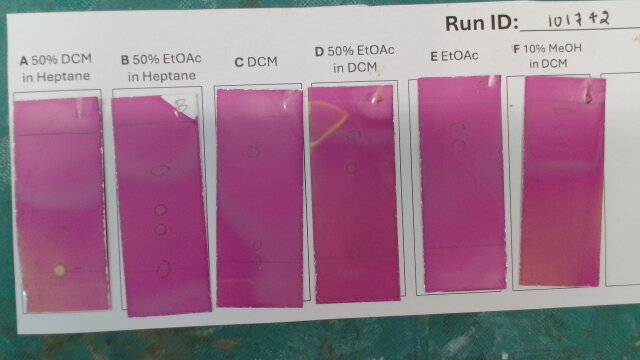 Run ID: 101742
A 50% DCM
in Heptane
B 50% EtOAc
in Heptane
C DCM
D 50% EtOAc
in DCM
E EtOAc
F 10% MeOH
in DCM
B